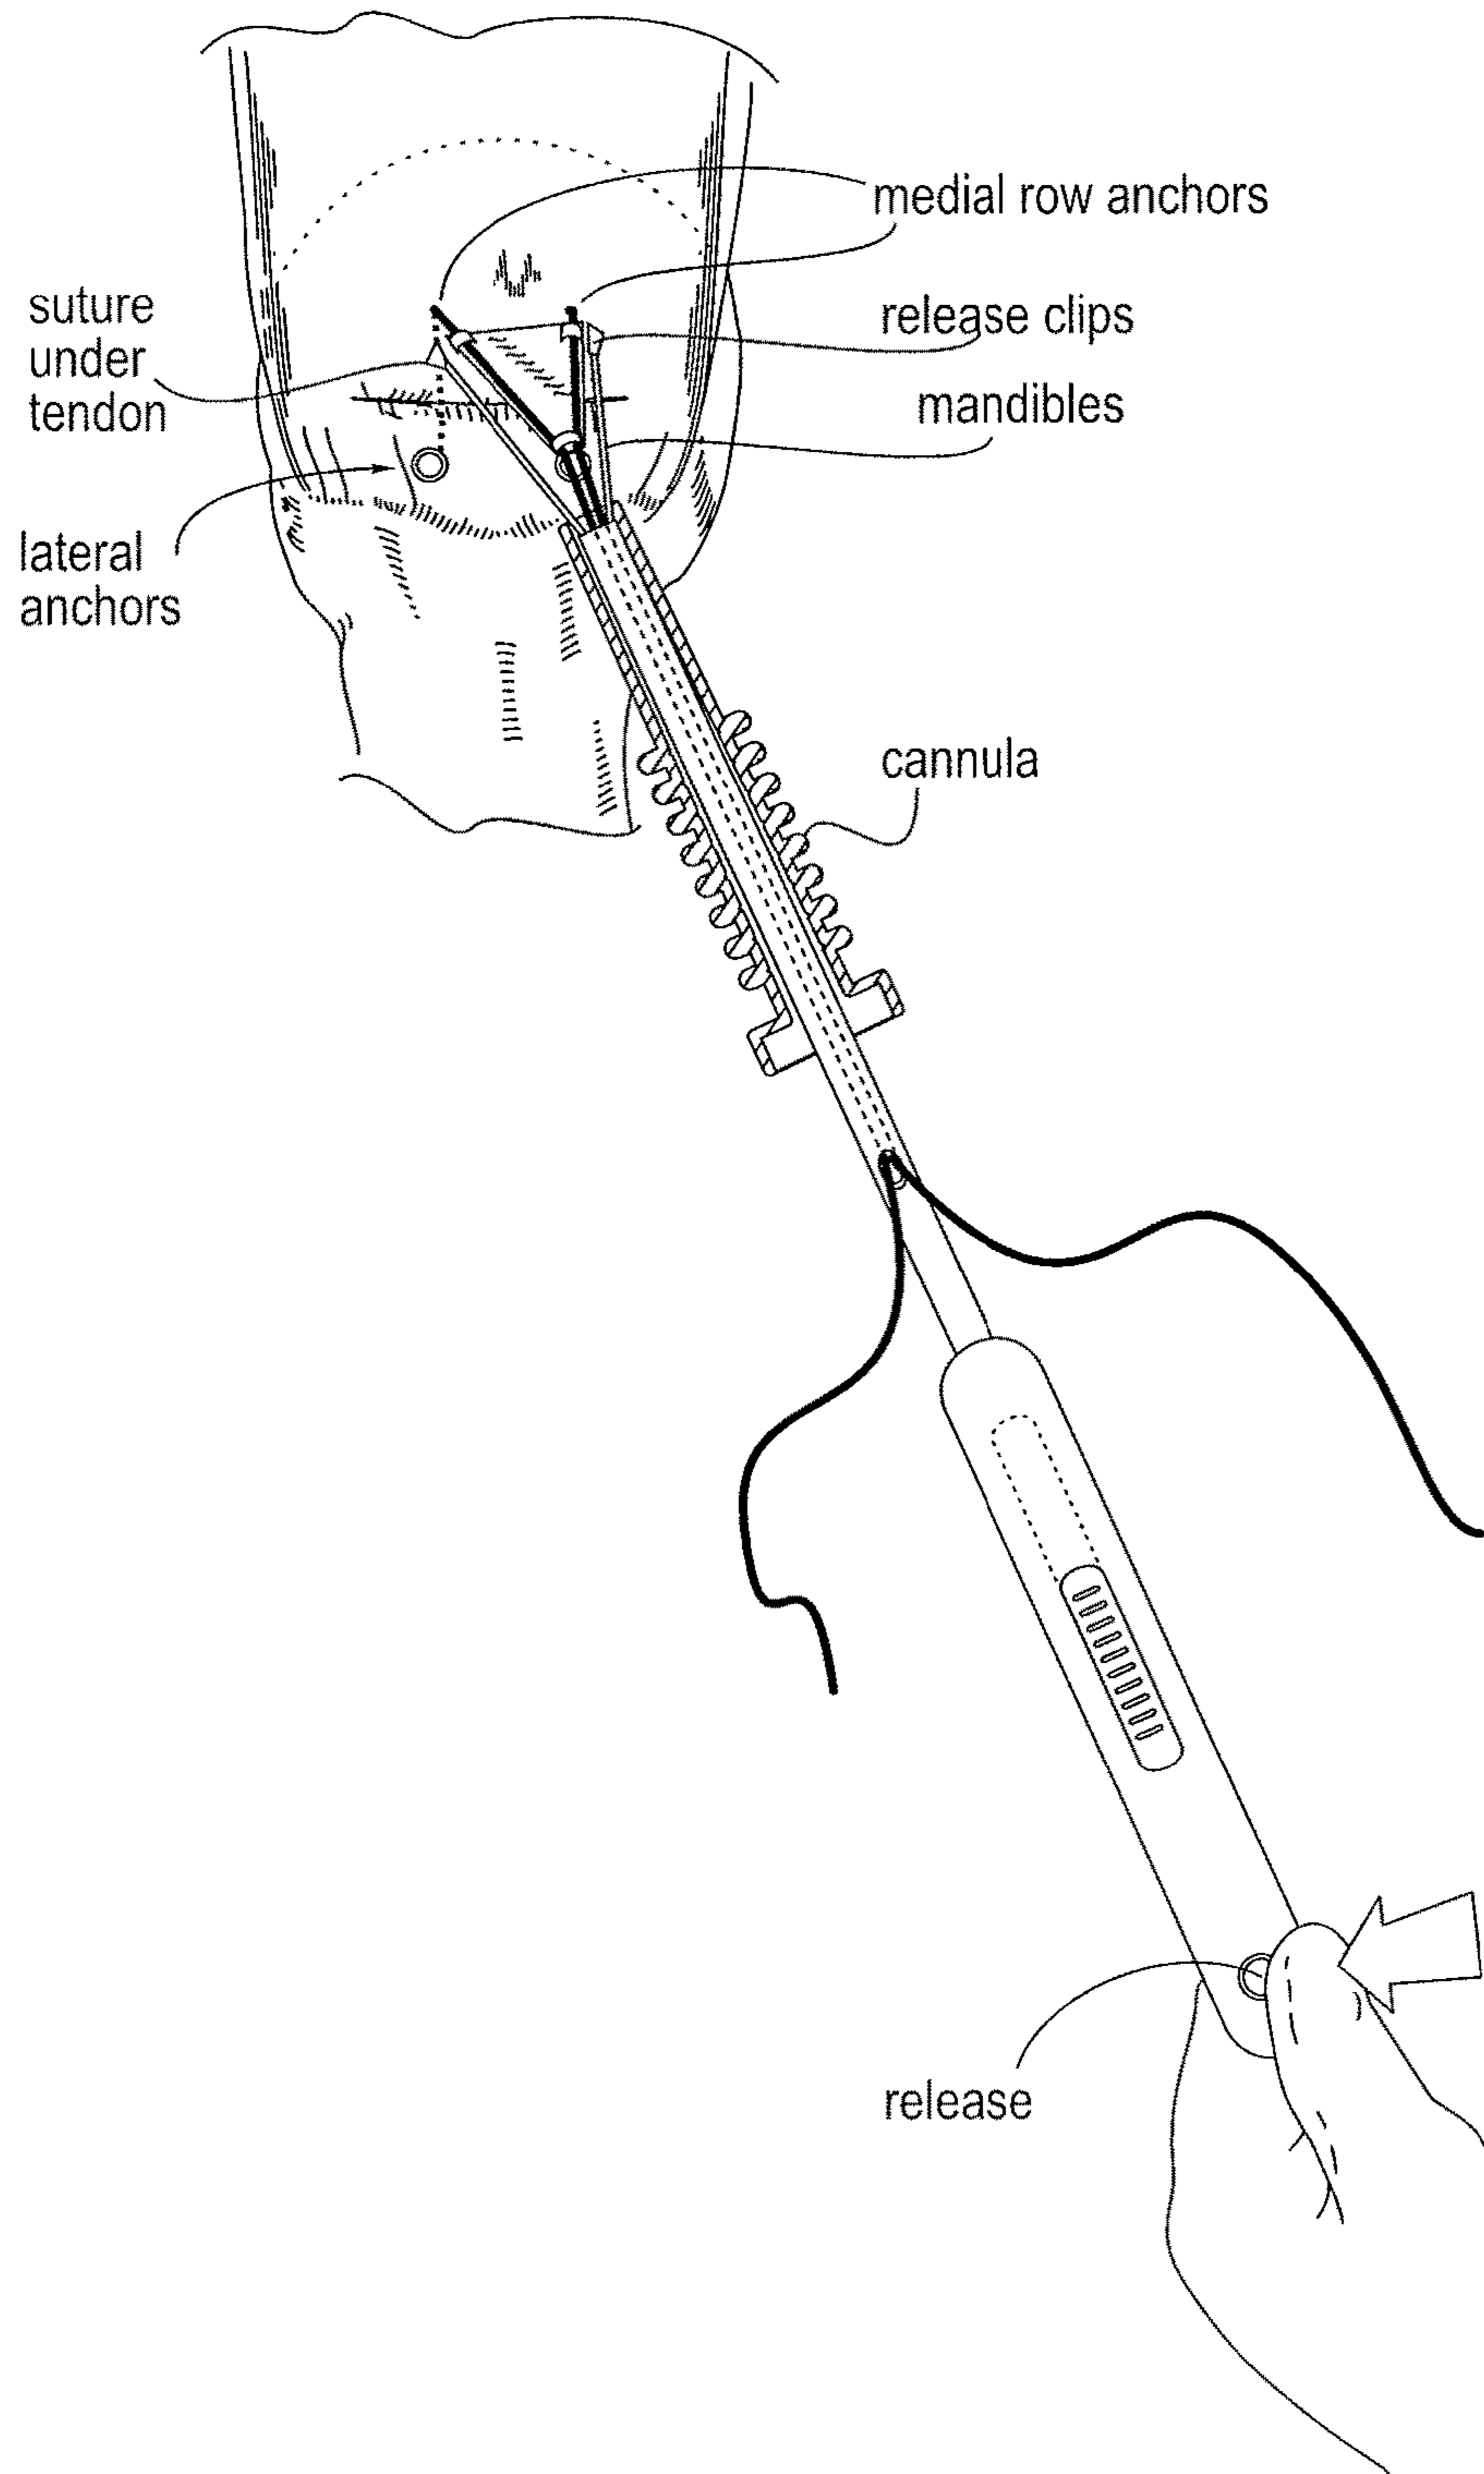 medial row anchors
suture
under
tendon
release clips
mandibles
lateral
anchors
cannula
release